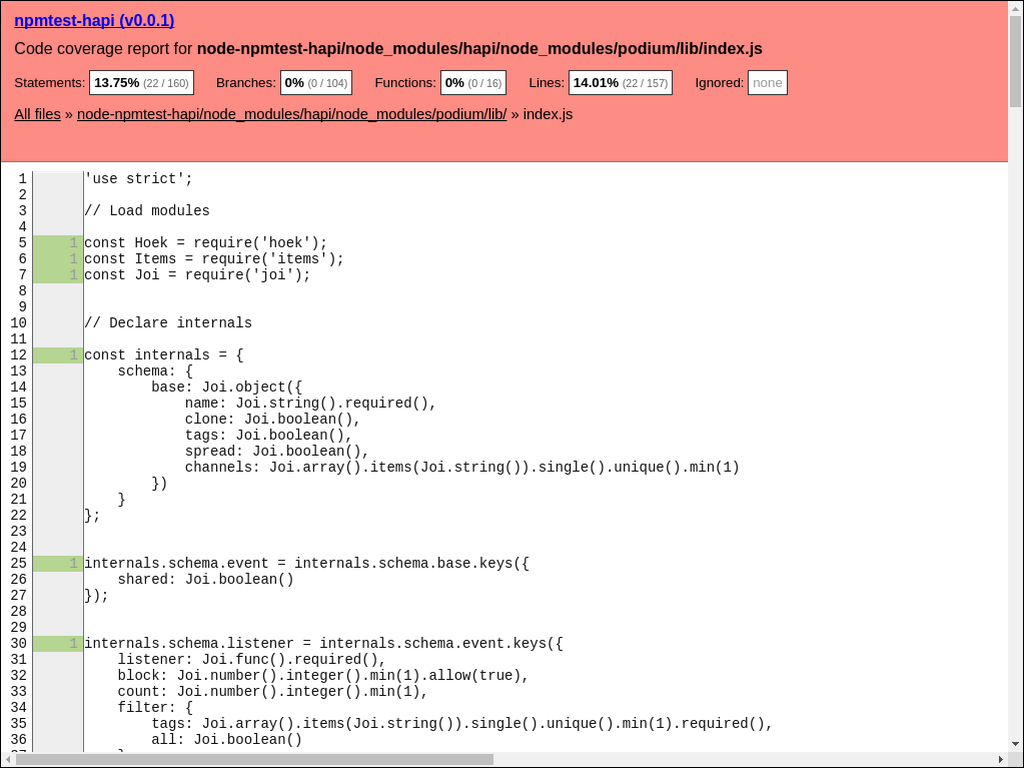 npmtest-hapi (v0.0.1)
Code coverage report for node-npmtest-hapi/node_modules/hapi/node_modules/podium/lib/index.js
Statements: 13.75% (22 / 160) Branches: 0% (0 / 104) Functions: 0% (0 / 16) Lines: 14.01% (22 / 157) Ignored: none
All files » node-npmtest-hapi/node_modules/hapi/node_modules/podium/lib/ » index.js
1 'use strict';
2
3 // Load modules
4
5 1 const Hoek = require('hoek');
6 1 const Items = require('items');
7 1 const Joi = require('joi');
8
9
10 // Declare internals
11
12 1 const internals = {
13 schema: {
14 base: Joi.object({
15 name: Joi.string().required(),
16 clone: Joi.boolean(),
17 tags: Joi.boolean(),
18 spread: Joi.boolean(),
19 channels: Joi.array().items(Joi.string()).single().unique().min(1)
20 })
21 }
22 };
23
24
25 1 internals.schema.event = internals.schema.base.keys({
26 shared: Joi.boolean()
27 });
28
29
30 1 internals.schema.listener = internals.schema.event.keys({
31 listener: Joi.func().required(),
32 block: Joi.number().integer().min(1).allow(true),
33 count: Joi.number().integer().min(1),
34 filter: {
35 tags: Joi.array().items(Joi.string()).single().unique().min(1).required(),
36 all: Joi.boolean()